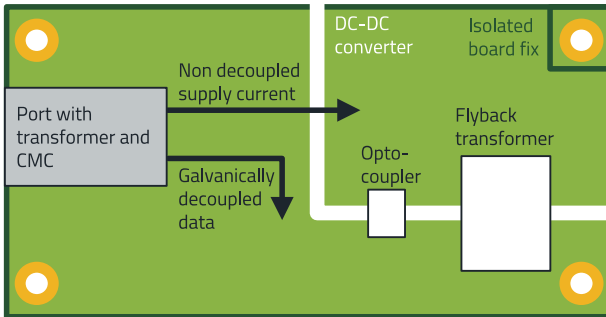 DC-DC
converter
Isolated
board fix
Non decoupled
supply current
Port with
transformer and
CMC
Flyback
transformer
Opto-
coupler
Galvanically
decoupled
data